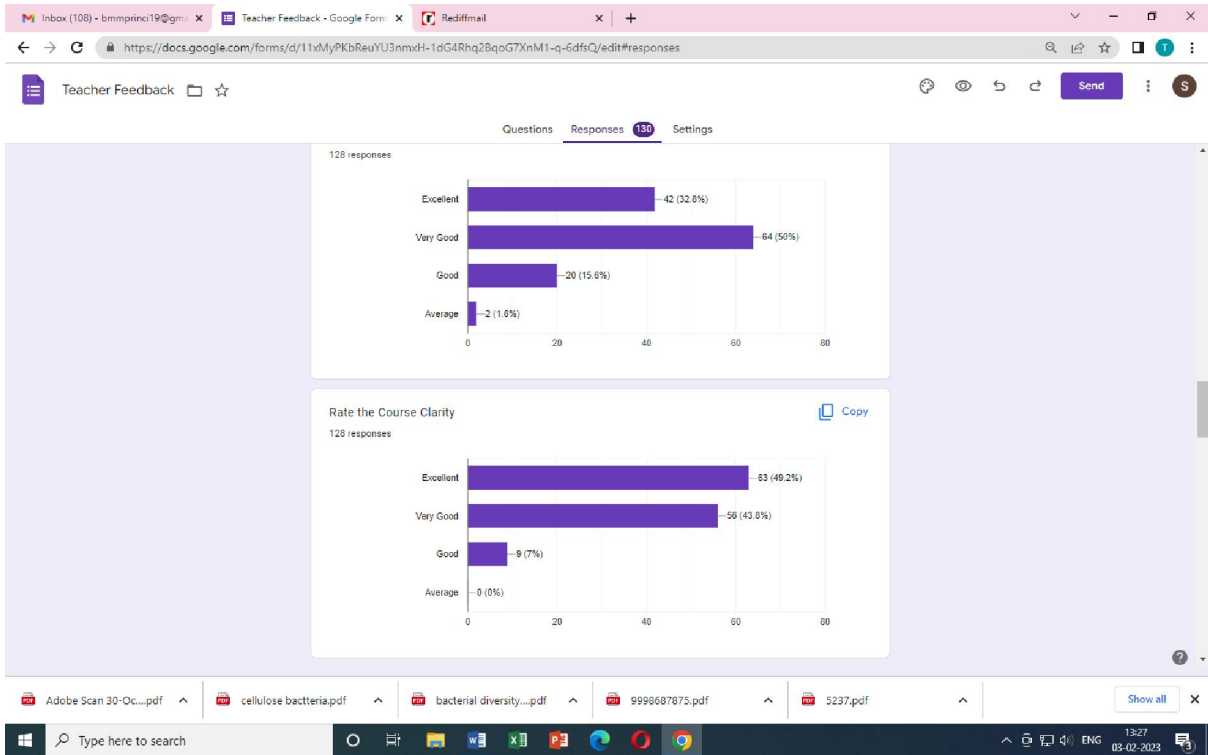 Inbox (108) - bmmprinci19@gma
Teacher Feedback - Google Form
Rediffmail
https://docs.google.com/forms/d/11xMyPKbReuYU3nmxH-1dG4Rhq2BqoG7XnM1-q-6dfsQ/edit#responses
T
Teacher Feedback
Send
S
Questions Responses 130 Settings
128 responses
Excellent 42 (32.8%)
Very Good 64 (50%)
Good 20 (15.6%)
Average 2 (1.6%)
0 20 40 60 80
Rate the Course Clarity
Copy
128 responses
Excellent 63 (49.2%)
Very Good 56 (43.8%)
Good 9 (7%)
Average 0 (0%)
0 20 40 60 80
Adobe Scan 30-Oc....pdf
cellulose bactteria.pdf
bacterial diversity....pdf
9998687875.pdf
5237.pdf
Show all
Type here to search
ENG
13:27
03-02-2023
3